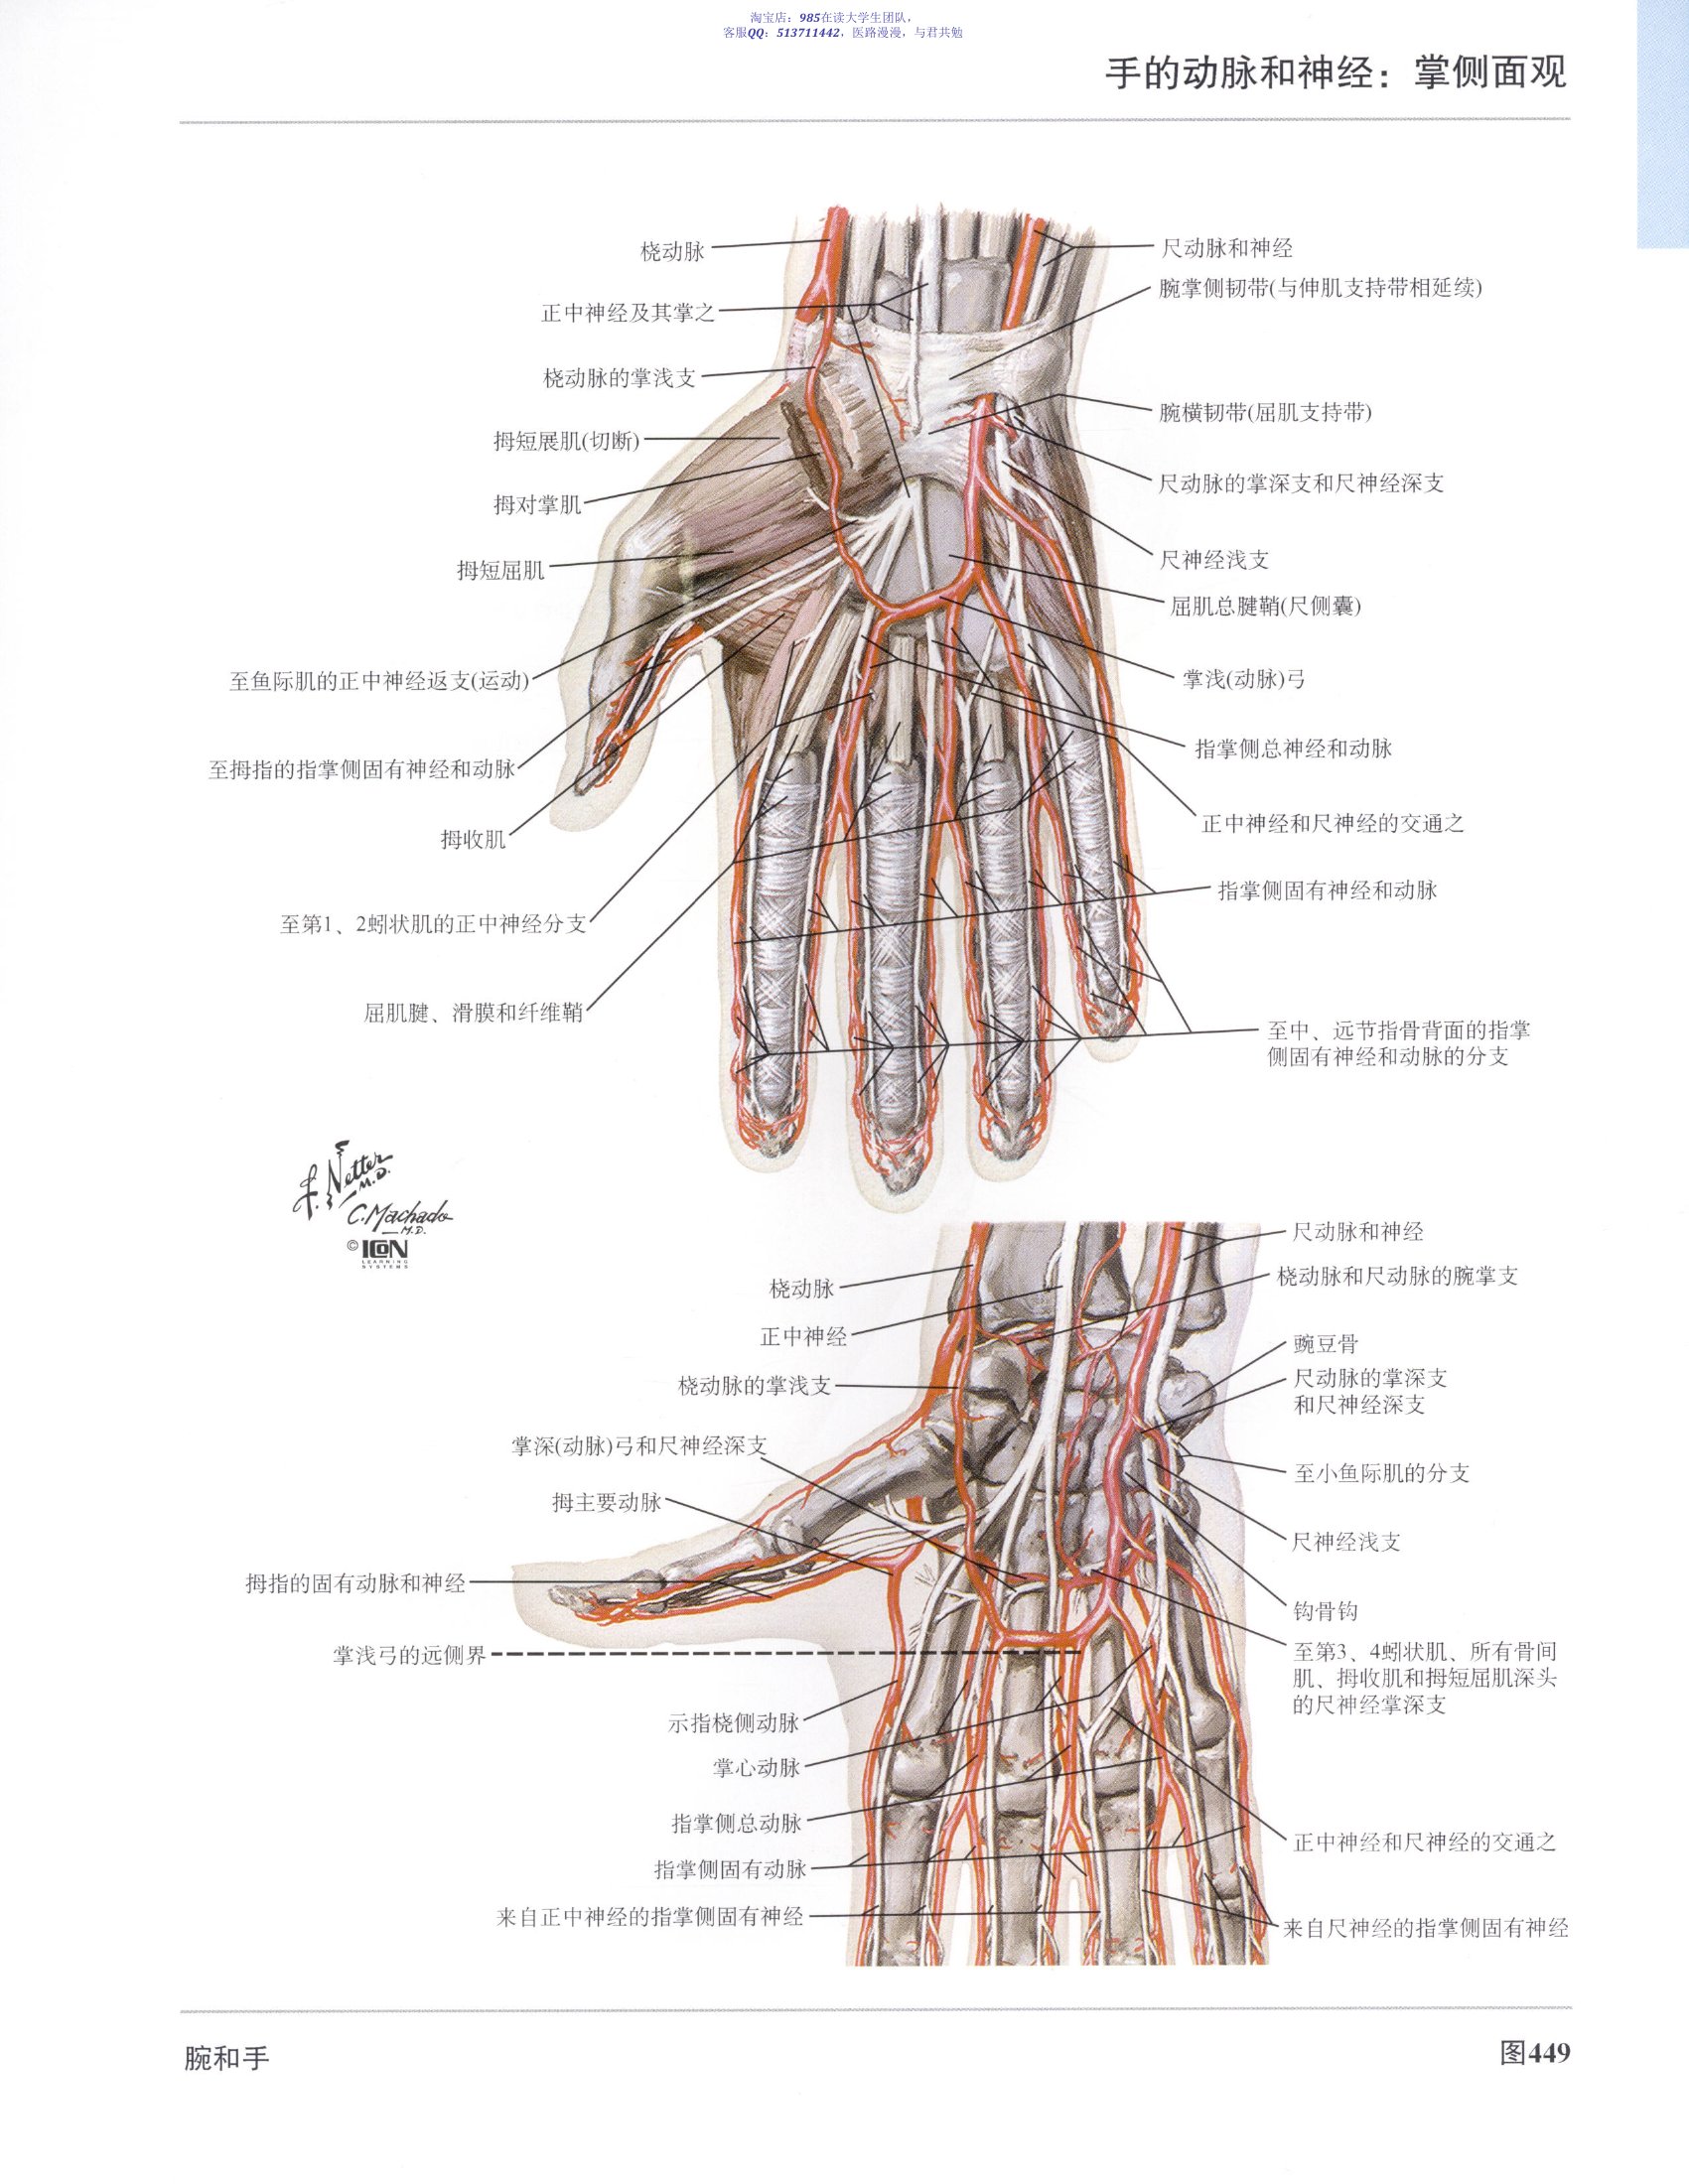 淘宝店：985在读大学生团队，
客服QQ：513711442，医路漫漫，与君共勉
手的动脉和神经：掌侧面观
桡动脉
正中神经及其掌之
桡动脉的掌浅支
拇短展肌(切断)
拇对掌肌
拇短屈肌
至鱼际肌的正中神经返支(运动)
至拇指的指掌侧固有神经和动脉
拇收肌
至第1、2蚓状肌的正中神经分支
屈肌腱、滑膜和纤维鞘
尺动脉和神经
腕掌侧韧带(与伸肌支持带相延续)
腕横韧带(屈肌支持带)
尺动脉的掌深支和尺神经深支
尺神经浅支
屈肌总腱鞘(尺侧囊)
掌浅(动脉)弓
指掌侧总神经和动脉
正中神经和尺神经的交通之
指掌侧固有神经和动脉
至中、远节指骨背面的指掌
侧固有神经和动脉的分支
F. Netter
M.D.
C.Machado
M.D.
© ICON
LEARNING
SYSTEMS
桡动脉
正中神经
桡动脉的掌浅支
掌深(动脉)弓和尺神经深支
拇主要动脉
拇指的固有动脉和神经
掌浅弓的远侧界
示指桡侧动脉
掌心动脉
指掌侧总动脉
指掌侧固有动脉
来自正中神经的指掌侧固有神经
尺动脉和神经
桡动脉和尺动脉的腕掌支
豌豆骨
尺动脉的掌深支
和尺神经深支
至小鱼际肌的分支
尺神经浅支
钩骨钩
至第3、4蚓状肌、所有骨间
肌、拇收肌和拇短屈肌深头
的尺神经掌深支
正中神经和尺神经的交通之
来自尺神经的指掌侧固有神经
腕和手
图449